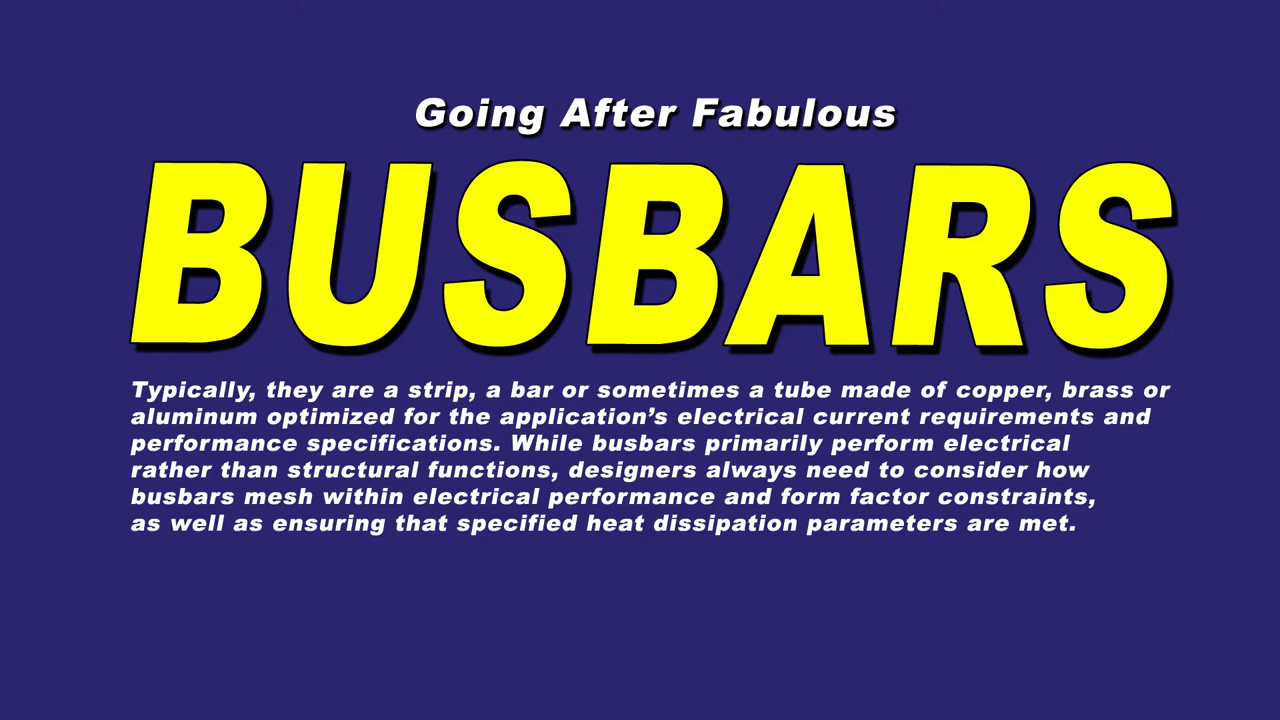 Going After Fabulous
BUSBARS
Typically, they are a strip, a bar or sometimes a tube made of copper, brass or
aluminum optimized for the application’s electrical current requirements and
performance specifications. While busbars primarily perform electrical
rather than structural functions, designers always need to consider how
busbars mesh within electrical performance and form factor constraints,
as well as ensuring that specified heat dissipation parameters are met.